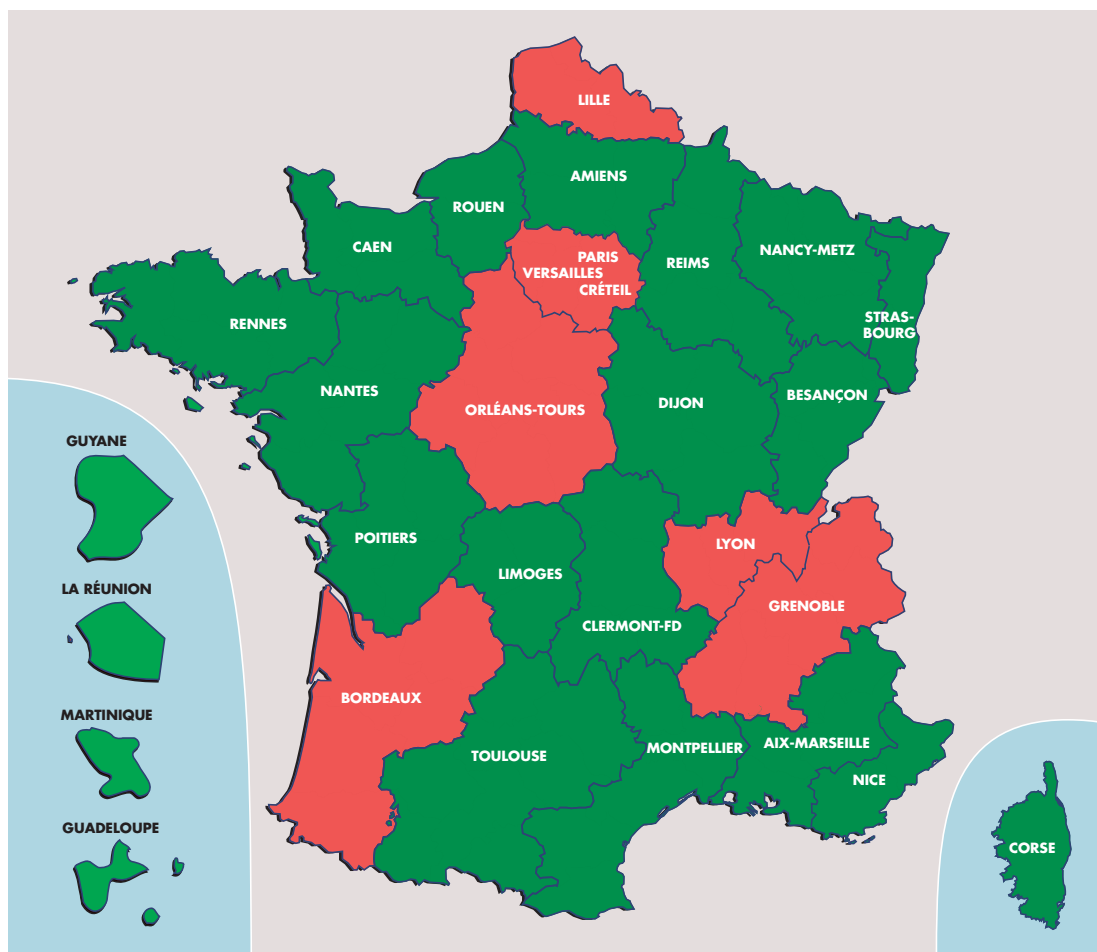 LILLE
AMIENS
ROUEN
CAEN
PARIS
VERSAILLES
CRÉTEIL
REIMS
NANCY-METZ
STRAS-
BOURG
RENNES
NANTES
ORLÉANS-TOURS
DIJON
BESANÇON
GUYANE
POITIERS
LIMOGES
LYON
GRENOBLE
CLERMONT-FD
LA RÉUNION
BORDEAUX
MARTINIQUE
TOULOUSE
MONTPELLIER
AIX-MARSEILLE
NICE
GUADELOUPE
CORSE